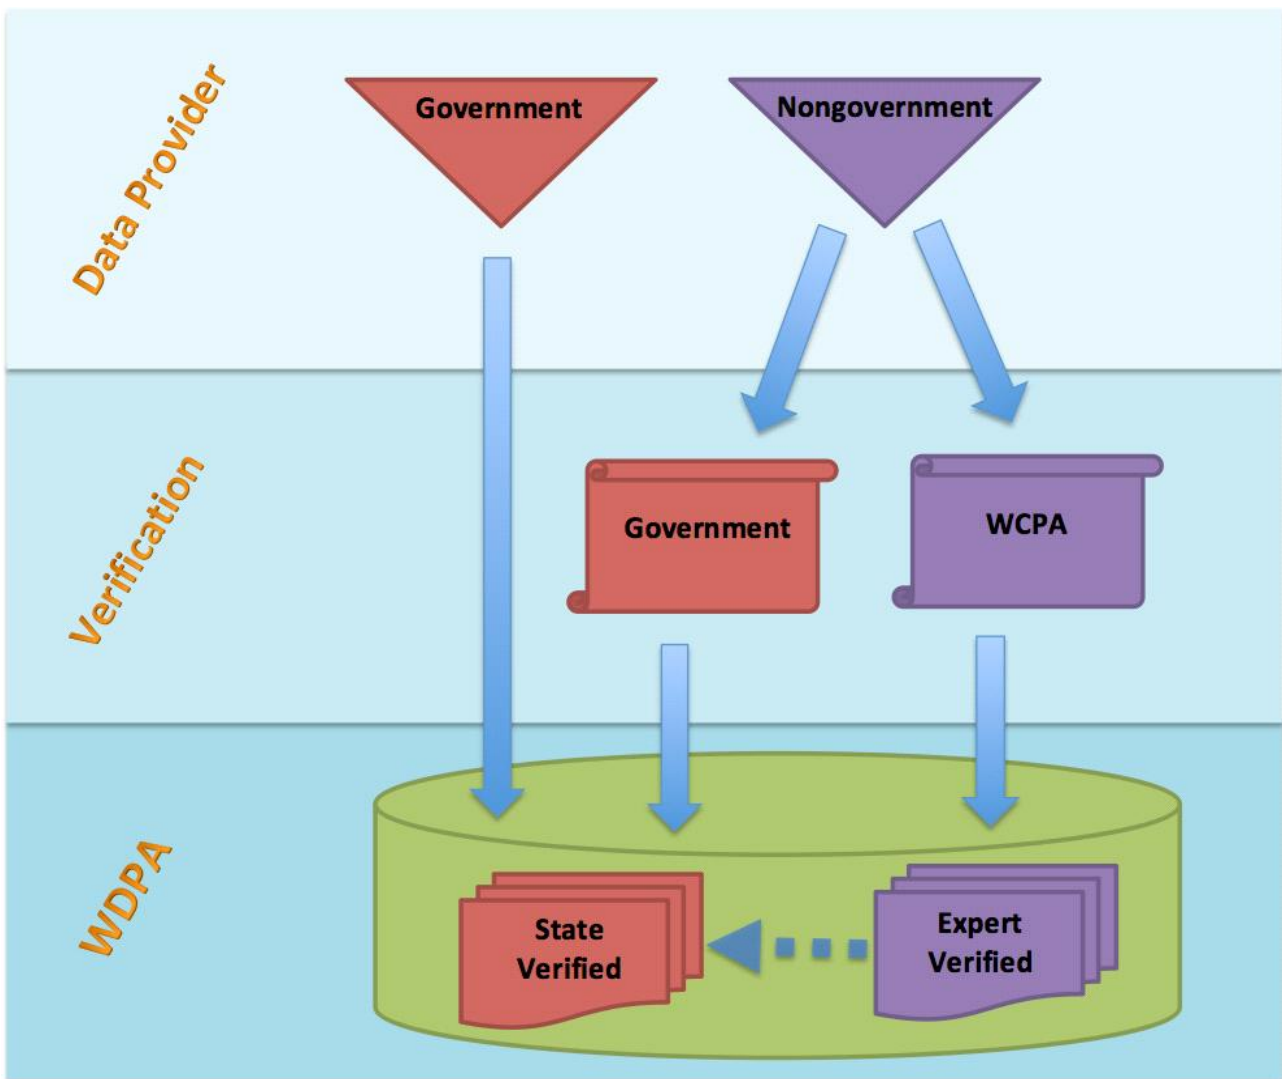 Data Provider
Government
Nongovernment
Verification
Government
WCPA
WDPA
State
Verified
Expert
Verified